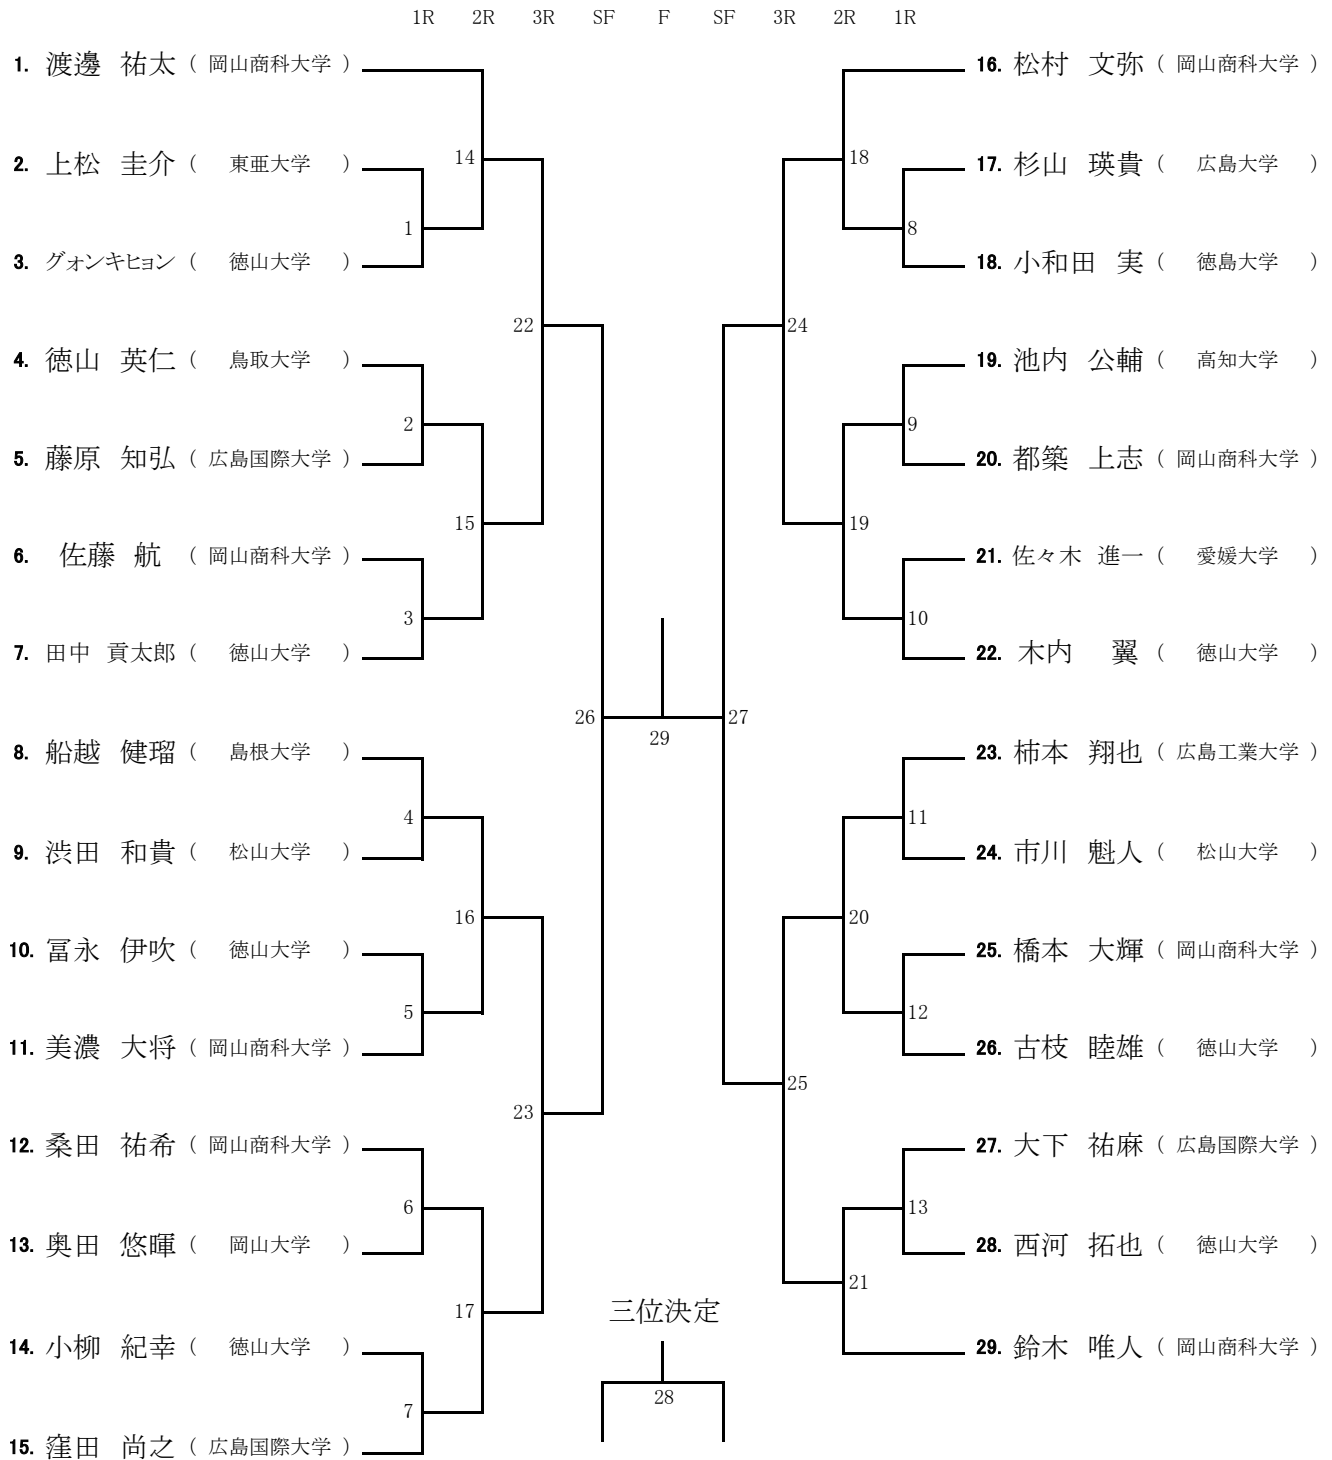 1R 2R 3R SF F SF 3R 2R 1R
1. 渡邊 祐太 ( 岡山商科大学 )
2. 上松 圭介 ( 東亜大学 )
1
3. グォンキヒョン ( 徳山大学 )
14
4. 徳山 英仁 ( 鳥取大学 )
2
5. 藤原 知弘 ( 広島国際大学 )
15
6. 佐藤 航 ( 岡山商科大学 )
3
7. 田中 貢太郎 ( 徳山大学 )
22
8. 船越 健瑠 ( 島根大学 )
4
9. 渋田 和貴 ( 松山大学 )
16
10. 冨永 伊吹 ( 徳山大学 )
5
11. 美濃 大将 ( 岡山商科大学 )
23
12. 桑田 祐希 ( 岡山商科大学 )
6
13. 奥田 悠暉 ( 岡山大学 )
17
14. 小柳 紀幸 ( 徳山大学 )
7
15. 窪田 尚之 ( 広島国際大学 )
26
29
27
16. 松村 文弥 ( 岡山商科大学 )
18
17. 杉山 瑛貴 ( 広島大学 )
8
18. 小和田 実 ( 徳島大学 )
24
19. 池内 公輔 ( 高知大学 )
9
20. 都築 上志 ( 岡山商科大学 )
19
21. 佐々木 進一 ( 愛媛大学 )
10
22. 木内 翼 ( 徳山大学 )
23. 柿本 翔也 ( 広島工業大学 )
11
24. 市川 魁人 ( 松山大学 )
20
25. 橋本 大輝 ( 岡山商科大学 )
12
26. 古枝 睦雄 ( 徳山大学 )
25
27. 大下 祐麻 ( 広島国際大学 )
13
28. 西河 拓也 ( 徳山大学 )
21
29. 鈴木 唯人 ( 岡山商科大学 )
三位決定
28